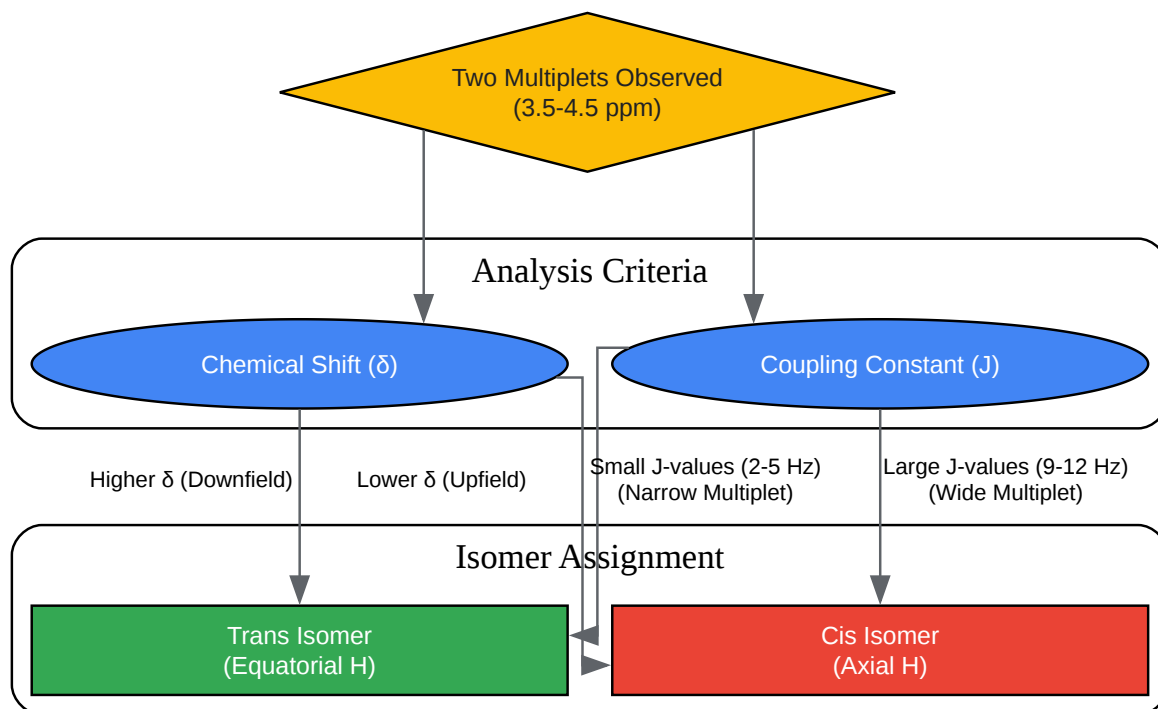 Two Multiplets Observed
(3.5-4.5 ppm)
Analysis Criteria
Chemical Shift (δ)
Coupling Constant (J)
Higher δ (Downfield)
Lower δ (Upfield)
Small J-values (2-5 Hz)
(Narrow Multiplet)
Large J-values (9-12 Hz)
(Wide Multiplet)
Isomer Assignment
Trans Isomer
(Equatorial H)
Cis Isomer
(Axial H)